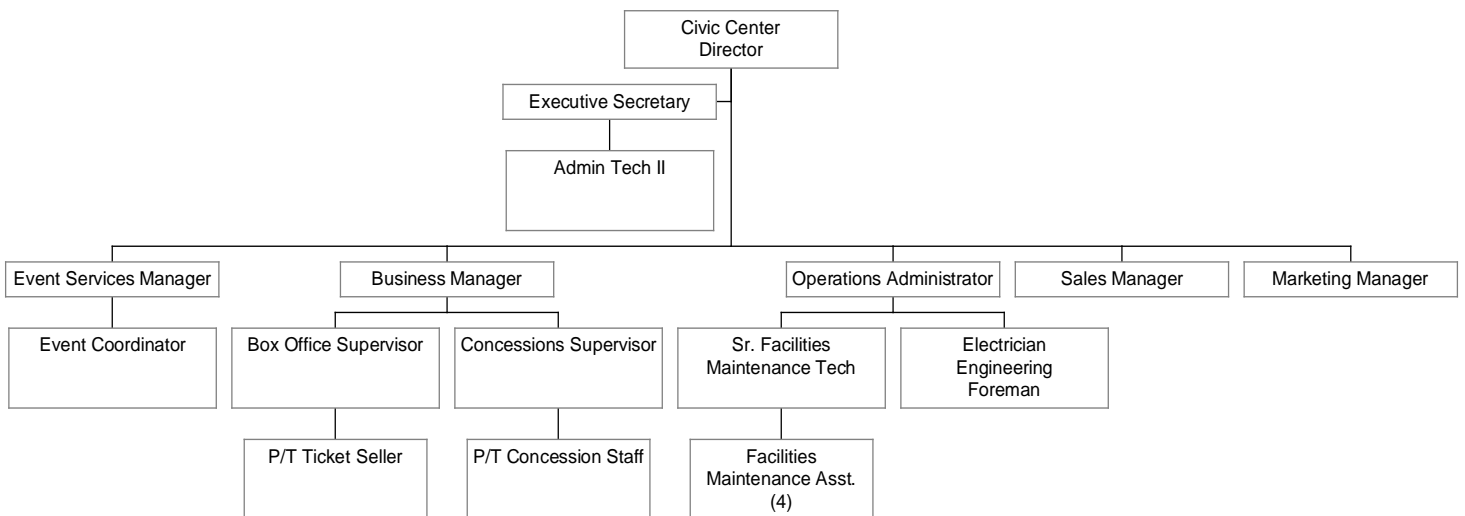 Civic Center
Director
Executive Secretary
Admin Tech II
Event Services Manager
Business Manager
Operations Administrator
Sales Manager
Marketing Manager
Event Coordinator
Box Office Supervisor
Concessions Supervisor
Sr. Facilities
Maintenance Tech
Electrician
Engineering
Foreman
P/T Ticket Seller
P/T Concession Staff
Facilities
Maintenance Asst.
(4)